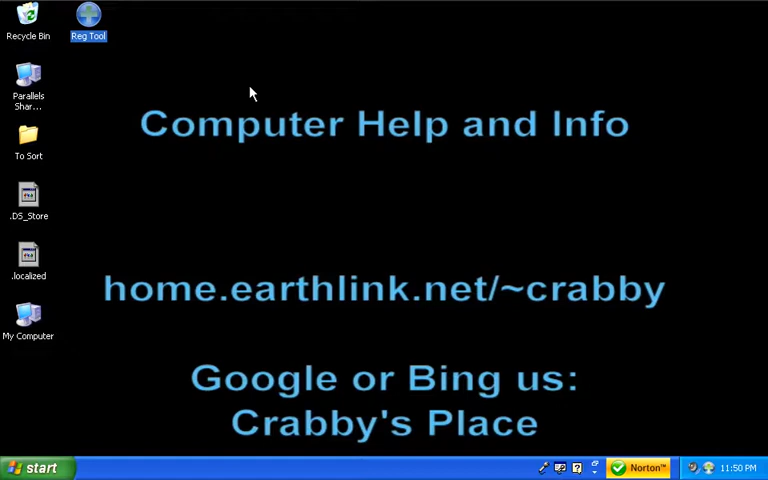 Recycle Bin
Reg Tool
Parallels
Shar...
To Sort
.DS_Store
.localized
My Computer
Computer Help and Info
home.earthlink.net/~crabby
Google or Bing us:
Crabby's Place
start
Norton™
11:50 PM